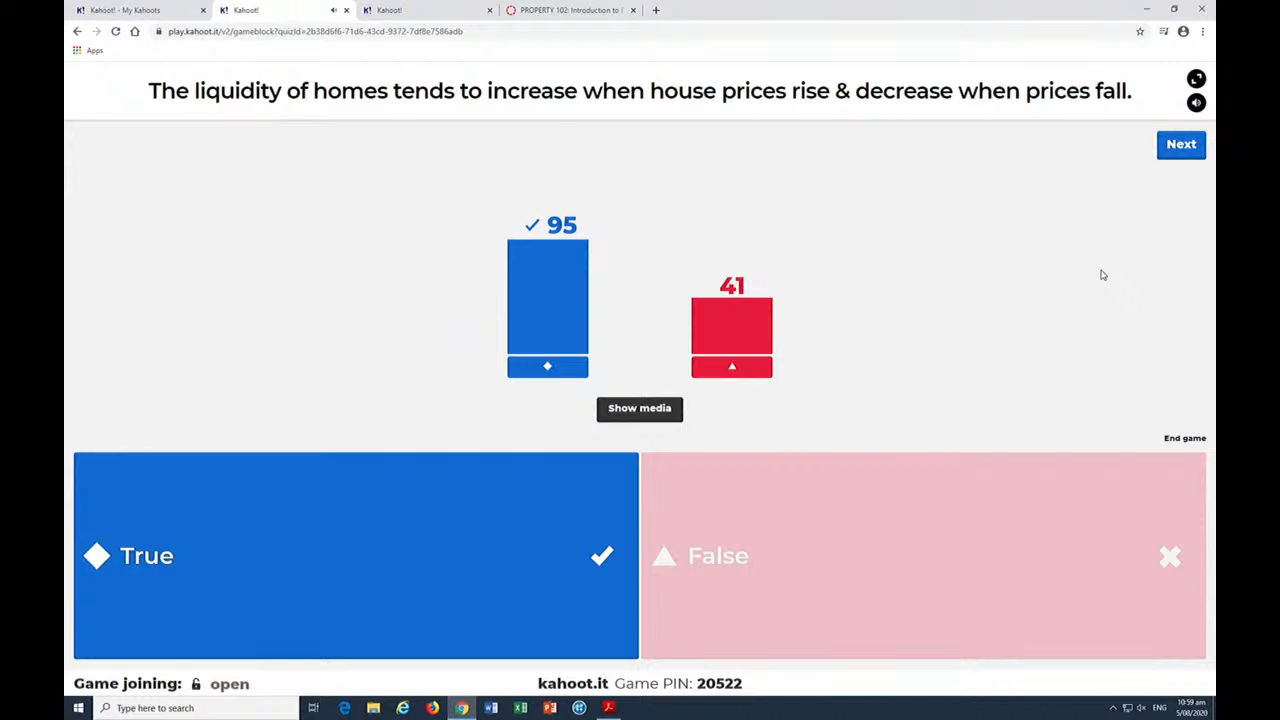 Kahoot! - My Kahoots
Kahoot!
Kahoot!
PROPERTY 102: Introduction to
play.kahoot.it/v2/gameblock?quizId=2b38d6f6-71d6-43cd-9372-7df8e7586adb
Apps
The liquidity of homes tends to increase when house prices rise & decrease when prices fall.
Next
95
41
Show media
End game
True
False
Game joining: open
kahoot.it Game PIN: 20522
Type here to search
ENG
10:59 am
5/08/2020